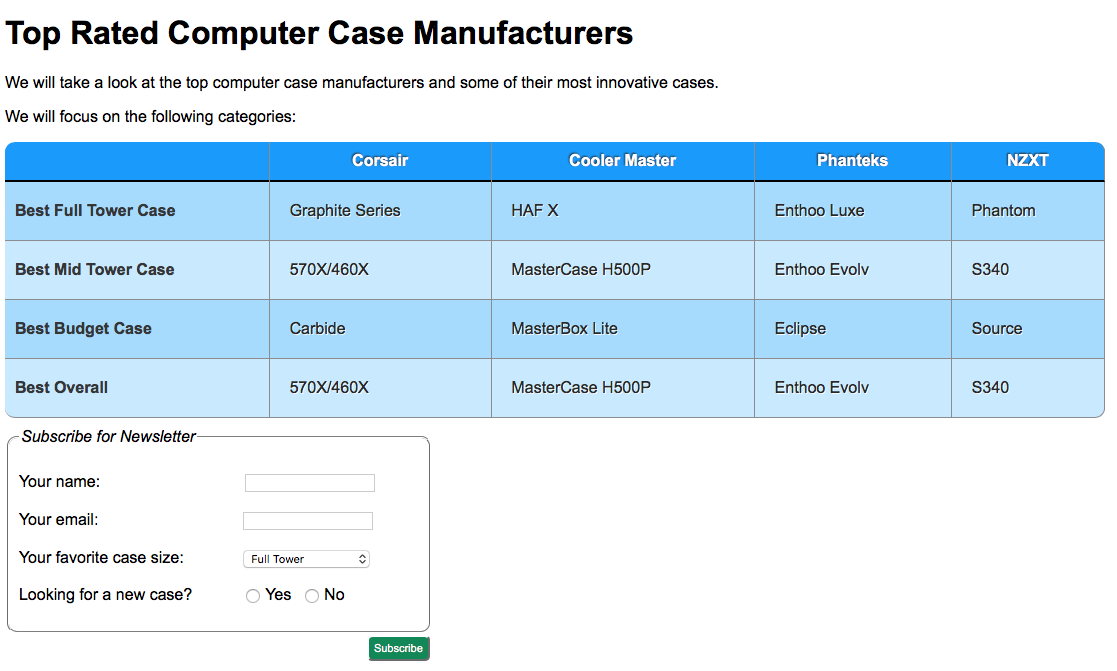 Top Rated Computer Case Manufacturers
We will take a look at the top computer case manufacturers and some of their most innovative cases.
We will focus on the following categories:
Corsair Cooler Master Phanteks NZXT
Best Full Tower Case Graphite Series HAF X Enthoo Luxe Phantom
Best Mid Tower Case 570X/460X MasterCase H500P Enthoo Evolv S340
Best Budget Case Carbide MasterBox Lite Eclipse Source
Best Overall 570X/460X MasterCase H500P Enthoo Evolv S340
Subscribe for Newsletter
Your name:
Your email:
Your favorite case size: Full Tower
Looking for a new case? Yes No
Subscribe